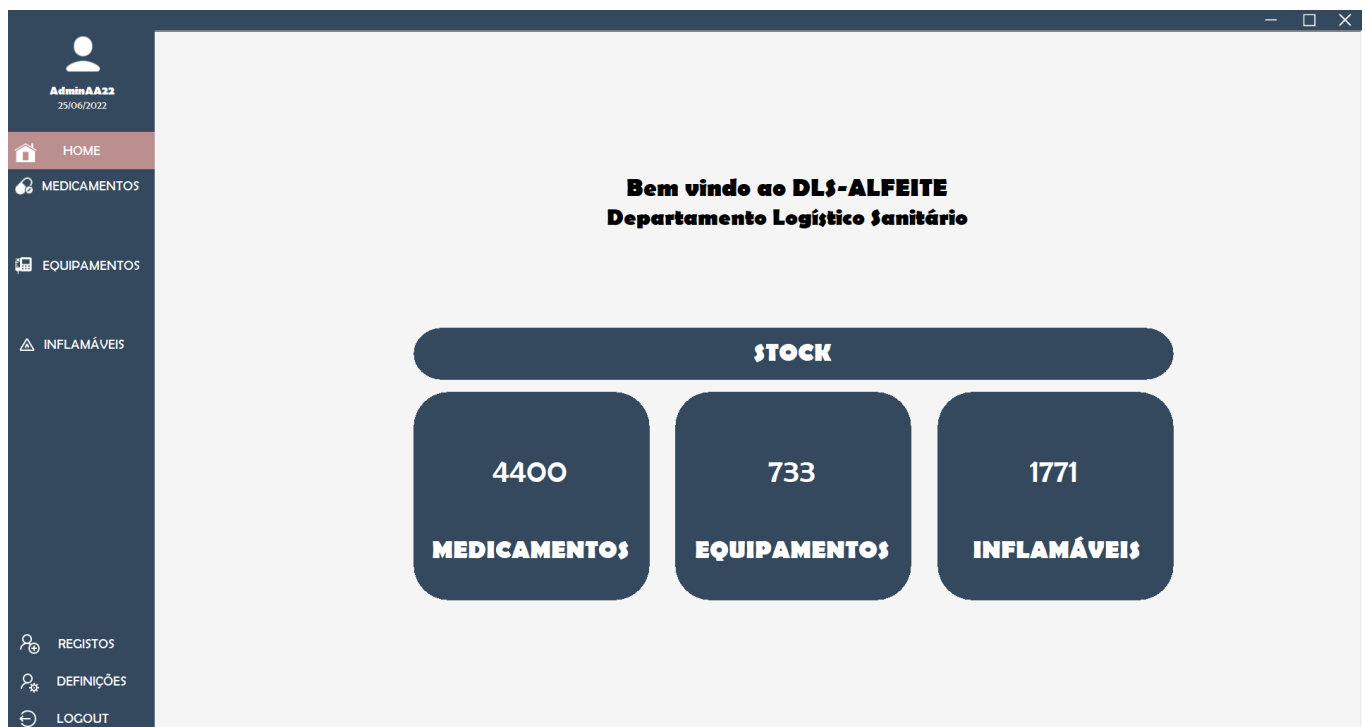 AdminAA22
25/06/2022
HOME
MEDICAMENTOS
EQUIPAMENTOS
INFLAMÁVEIS
REGISTOS
DEFINIÇÕES
LOGOUT
Bem vindo ao DLS-ALFEITE
Departamento Logístico Sanitário
STOCK
4400
MEDICAMENTOS
733
EQUIPAMENTOS
1771
INFLAMÁVEIS